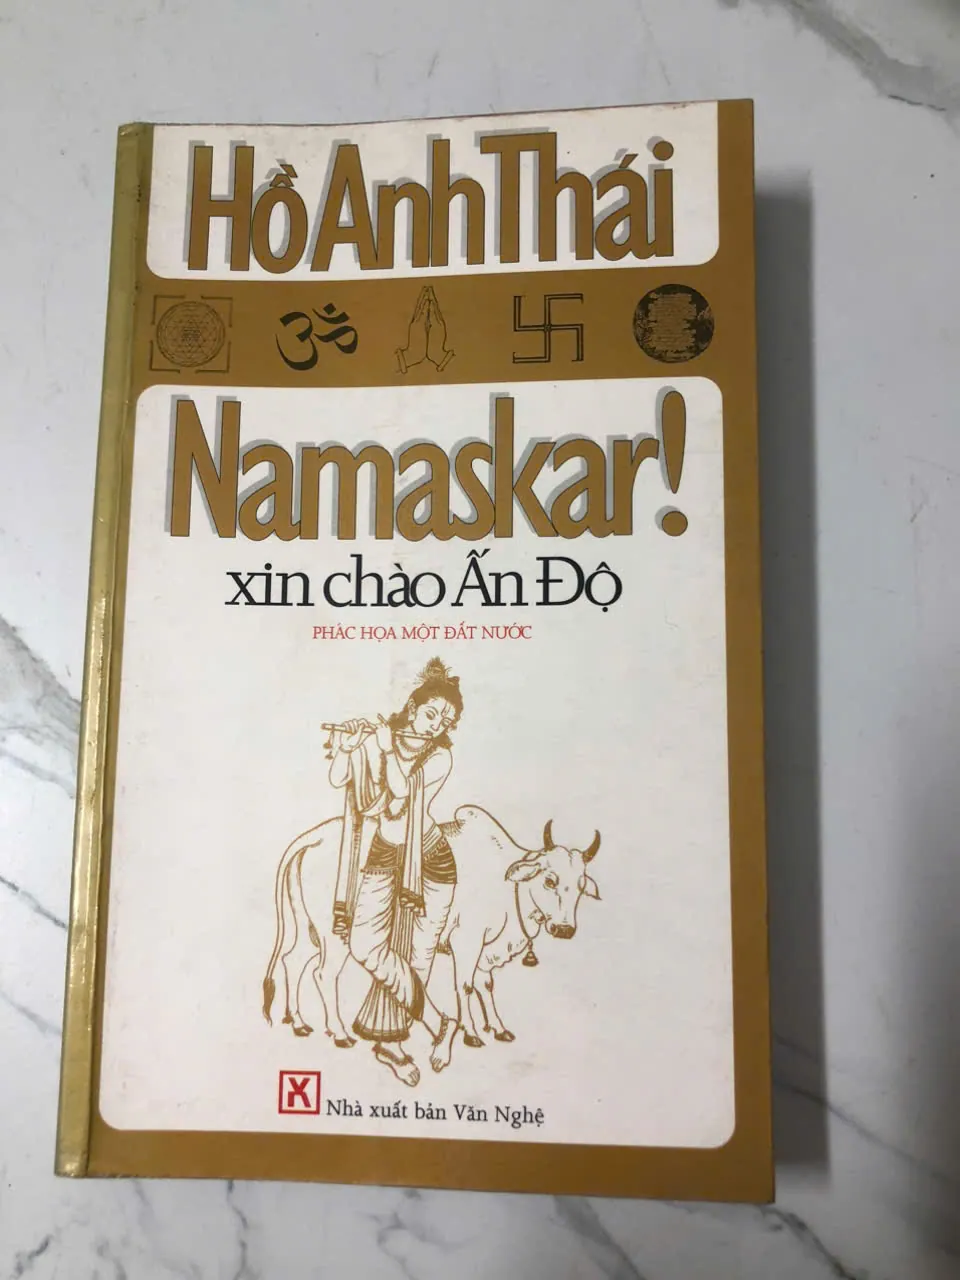 Hồ Anh Thái
ॐ
Namaskar!
xin chào Ấn Độ
PHÁC HỌA MỘT ĐẤT NƯỚC
Nhà xuất bản Văn Nghệ